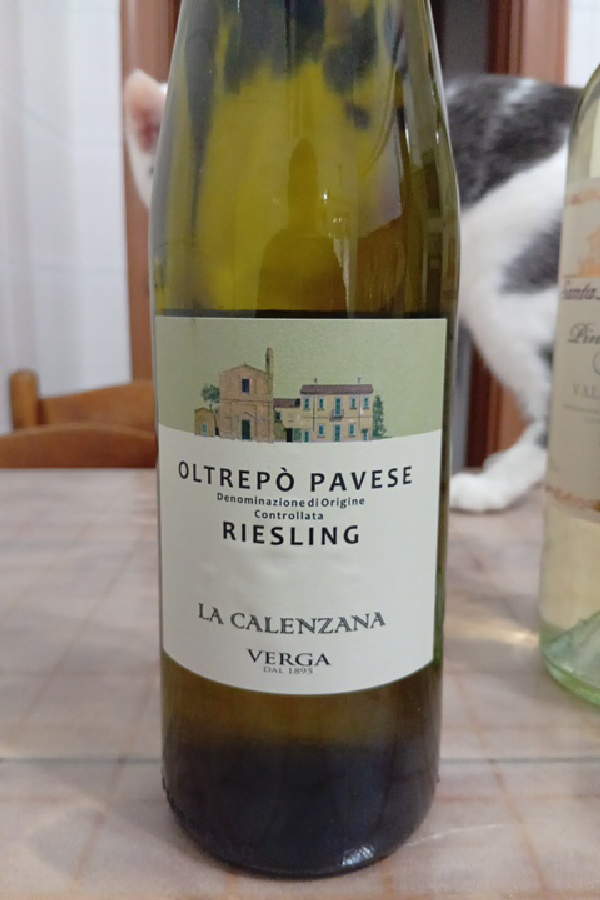 OLTREPÒ PAVESE
Denominazione di Origine
Controllata
RIESLING
LA CALENZANA
VERGA
DAL 1895